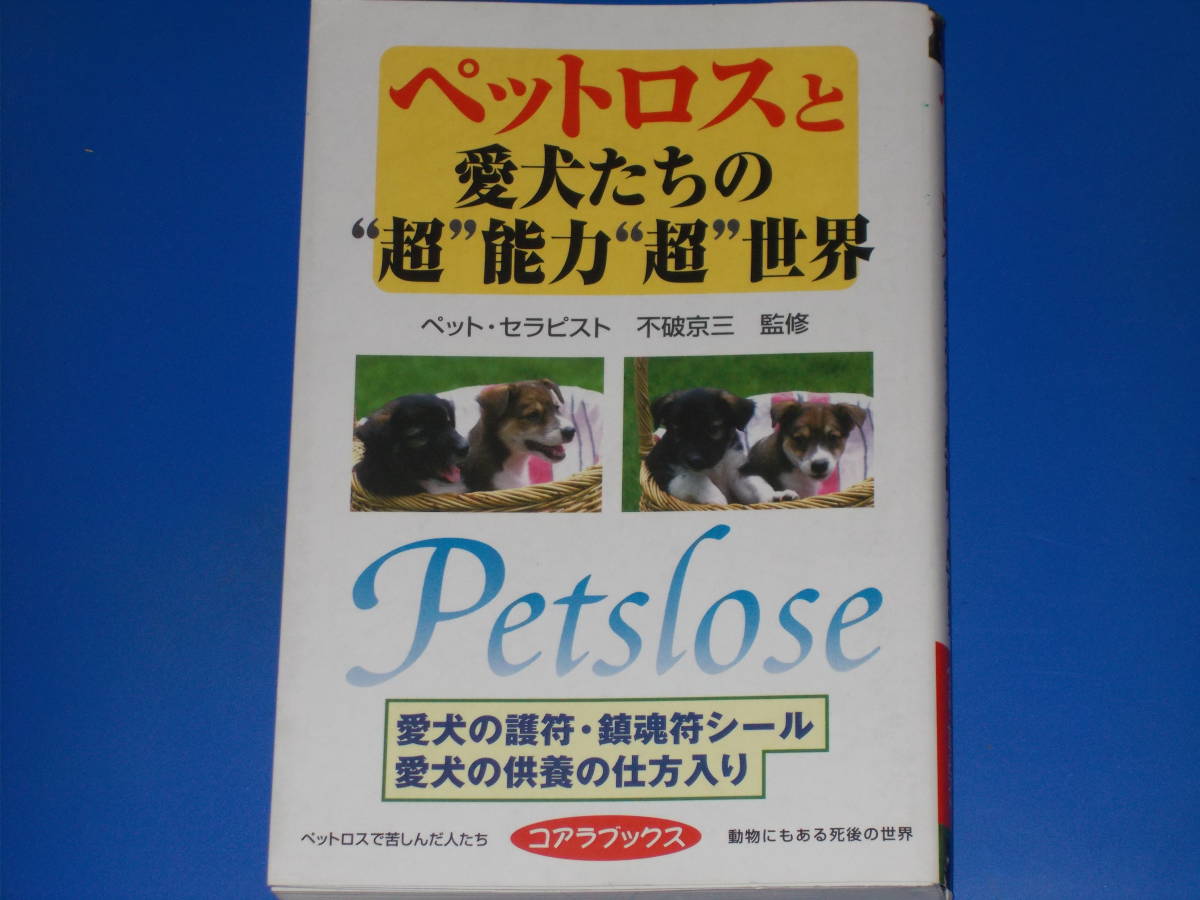 ペットロスと
愛犬たちの
“超”能力“超”世界
ペット・セラピスト 不破京三 監修
Petslose
愛犬の護符・鎮魂符シール
愛犬の供養の仕方入り
ペットロスで苦しんだ人たち
コアラブックス
動物にもある死後の世界